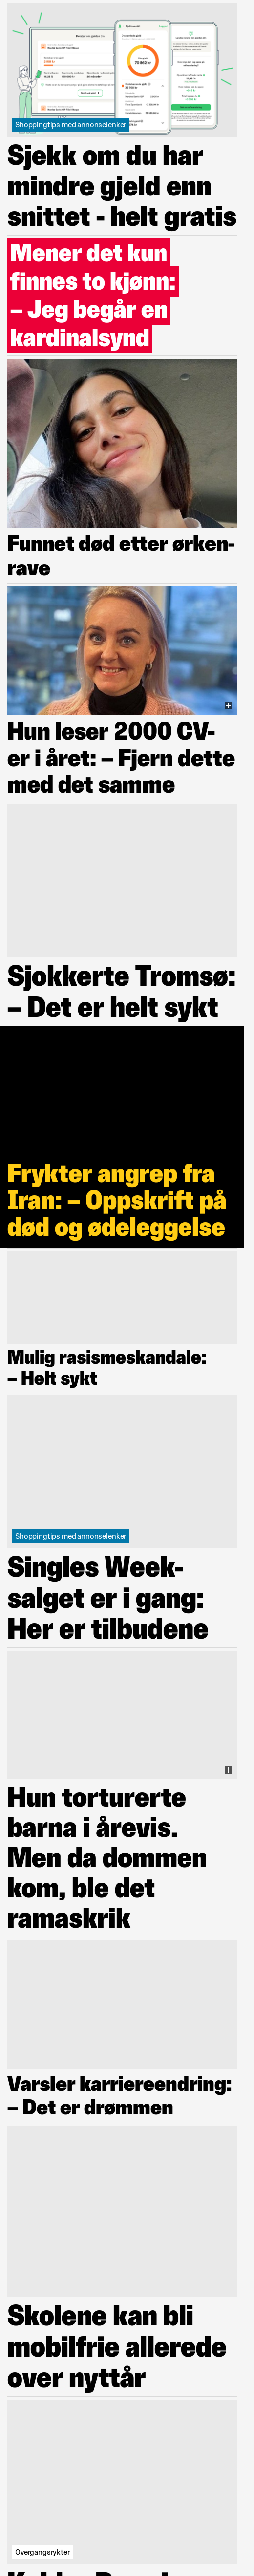 Shoppingtips med annonselenker
Sjekk om du har
mindre gjeld enn
snittet - helt gratis
Mener det kun
finnes to kjønn:
– Jeg begår en
kardinalsynd
Funnet død etter ørken-
rave
Hun leser 2000 CV-
er i året: – Fjern dette
med det samme
Sjokkerte Tromsø:
– Det er helt sykt
Frykter angrep fra
Iran: – Oppskrift på
død og ødeleggelse
Mulig rasismeskandale:
– Helt sykt
Shoppingtips med annonselenker
Singles Week-
salget er i gang:
Her er tilbudene
Hun torturerte
barna i årevis.
Men da dommen
kom, ble det
ramaskrik
Varsler karriereendring:
– Det er drømmen
Skolene kan bli
mobilfrie allerede
over nyttår
Overgangsrykter